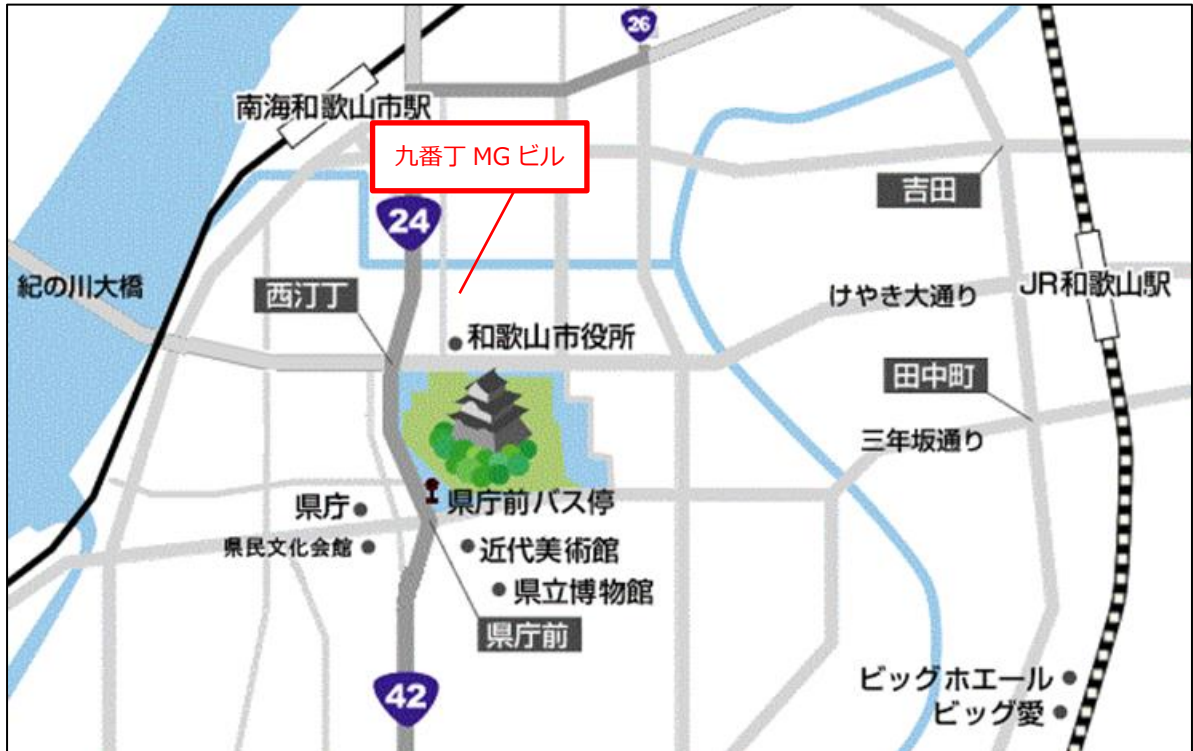 26
南海和歌山市駅
九番丁 MG ビル
吉田
24
紀の川大橋
西汀丁
けやき大通り
JR和歌山駅
和歌山市役所
田中町
三年坂通り
県庁
県庁前バス停
県民文化会館
近代美術館
県立博物館
県庁前
42
ビッグホエール
ビッグ愛